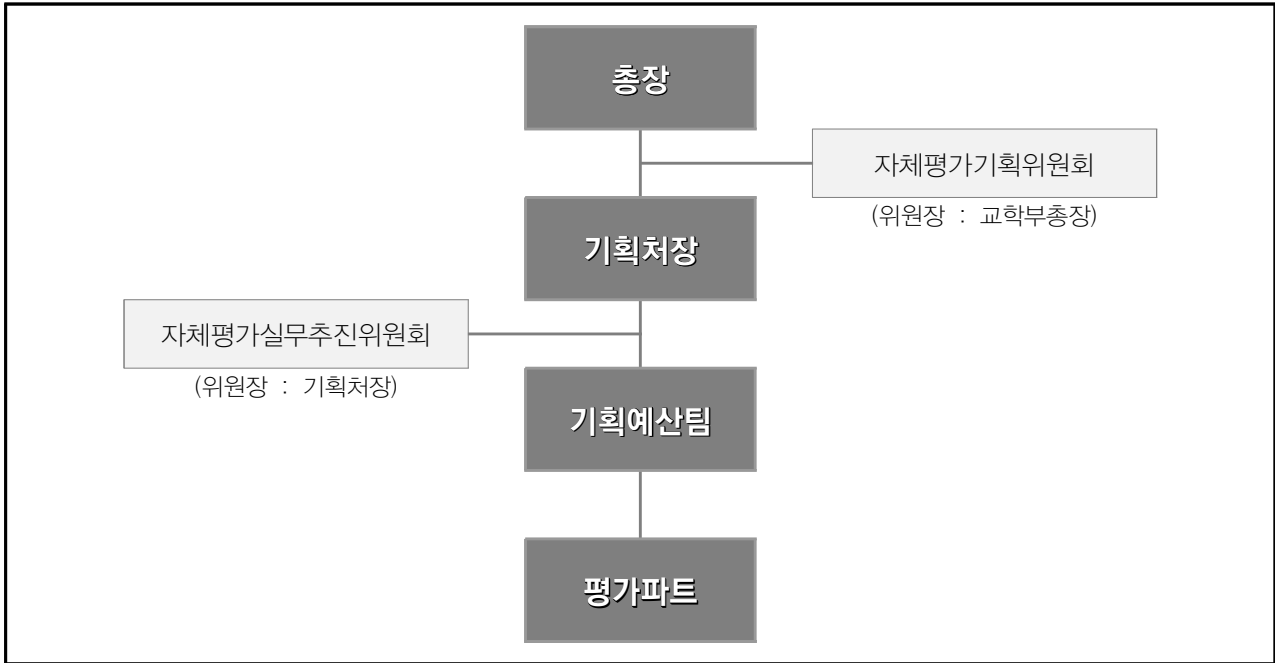 총장
자체평가기획위원회
(위원장 : 교학부총장)
기획처장
자체평가실무추진위원회
(위원장 : 기획처장)
기획예산팀
평가파트